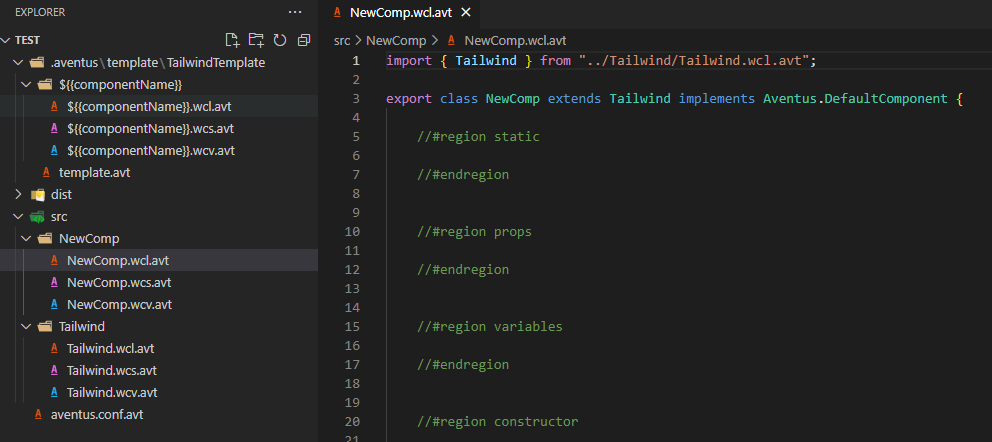 EXPLORER
TEST
.aventus\template\TailwindTemplate
${{componentName}}
${{componentName}}.wcl.avt
${{componentName}}.wcs.avt
${{componentName}}.wcv.avt
template.avt
dist
src
NewComp
NewComp.wcl.avt
NewComp.wcs.avt
NewComp.wcv.avt
Tailwind
Tailwind.wcl.avt
Tailwind.wcs.avt
Tailwind.wcv.avt
aventus.conf.avt
NewComp.wcl.avt
src > NewComp > NewComp.wcl.avt
1 import { Tailwind } from "../Tailwind/Tailwind.wcl.avt";
2
3 export class NewComp extends Tailwind implements Aventus.DefaultComponent {
4
5 //#region static
6
7 //#endregion
8
9
10 //#region props
11
12 //#endregion
13
14
15 //#region variables
16
17 //#endregion
18
19
20 //#region constructor
21